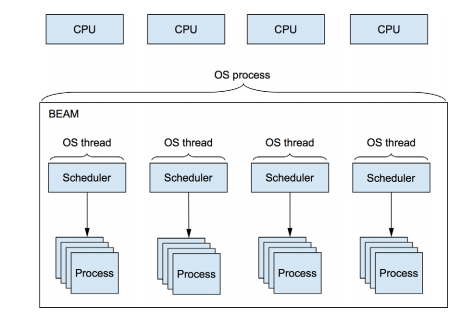 CPU
CPU
CPU
CPU
OS process
BEAM
OS thread
OS thread
OS thread
OS thread
Scheduler
Scheduler
Scheduler
Scheduler
Process
Process
Process
Process